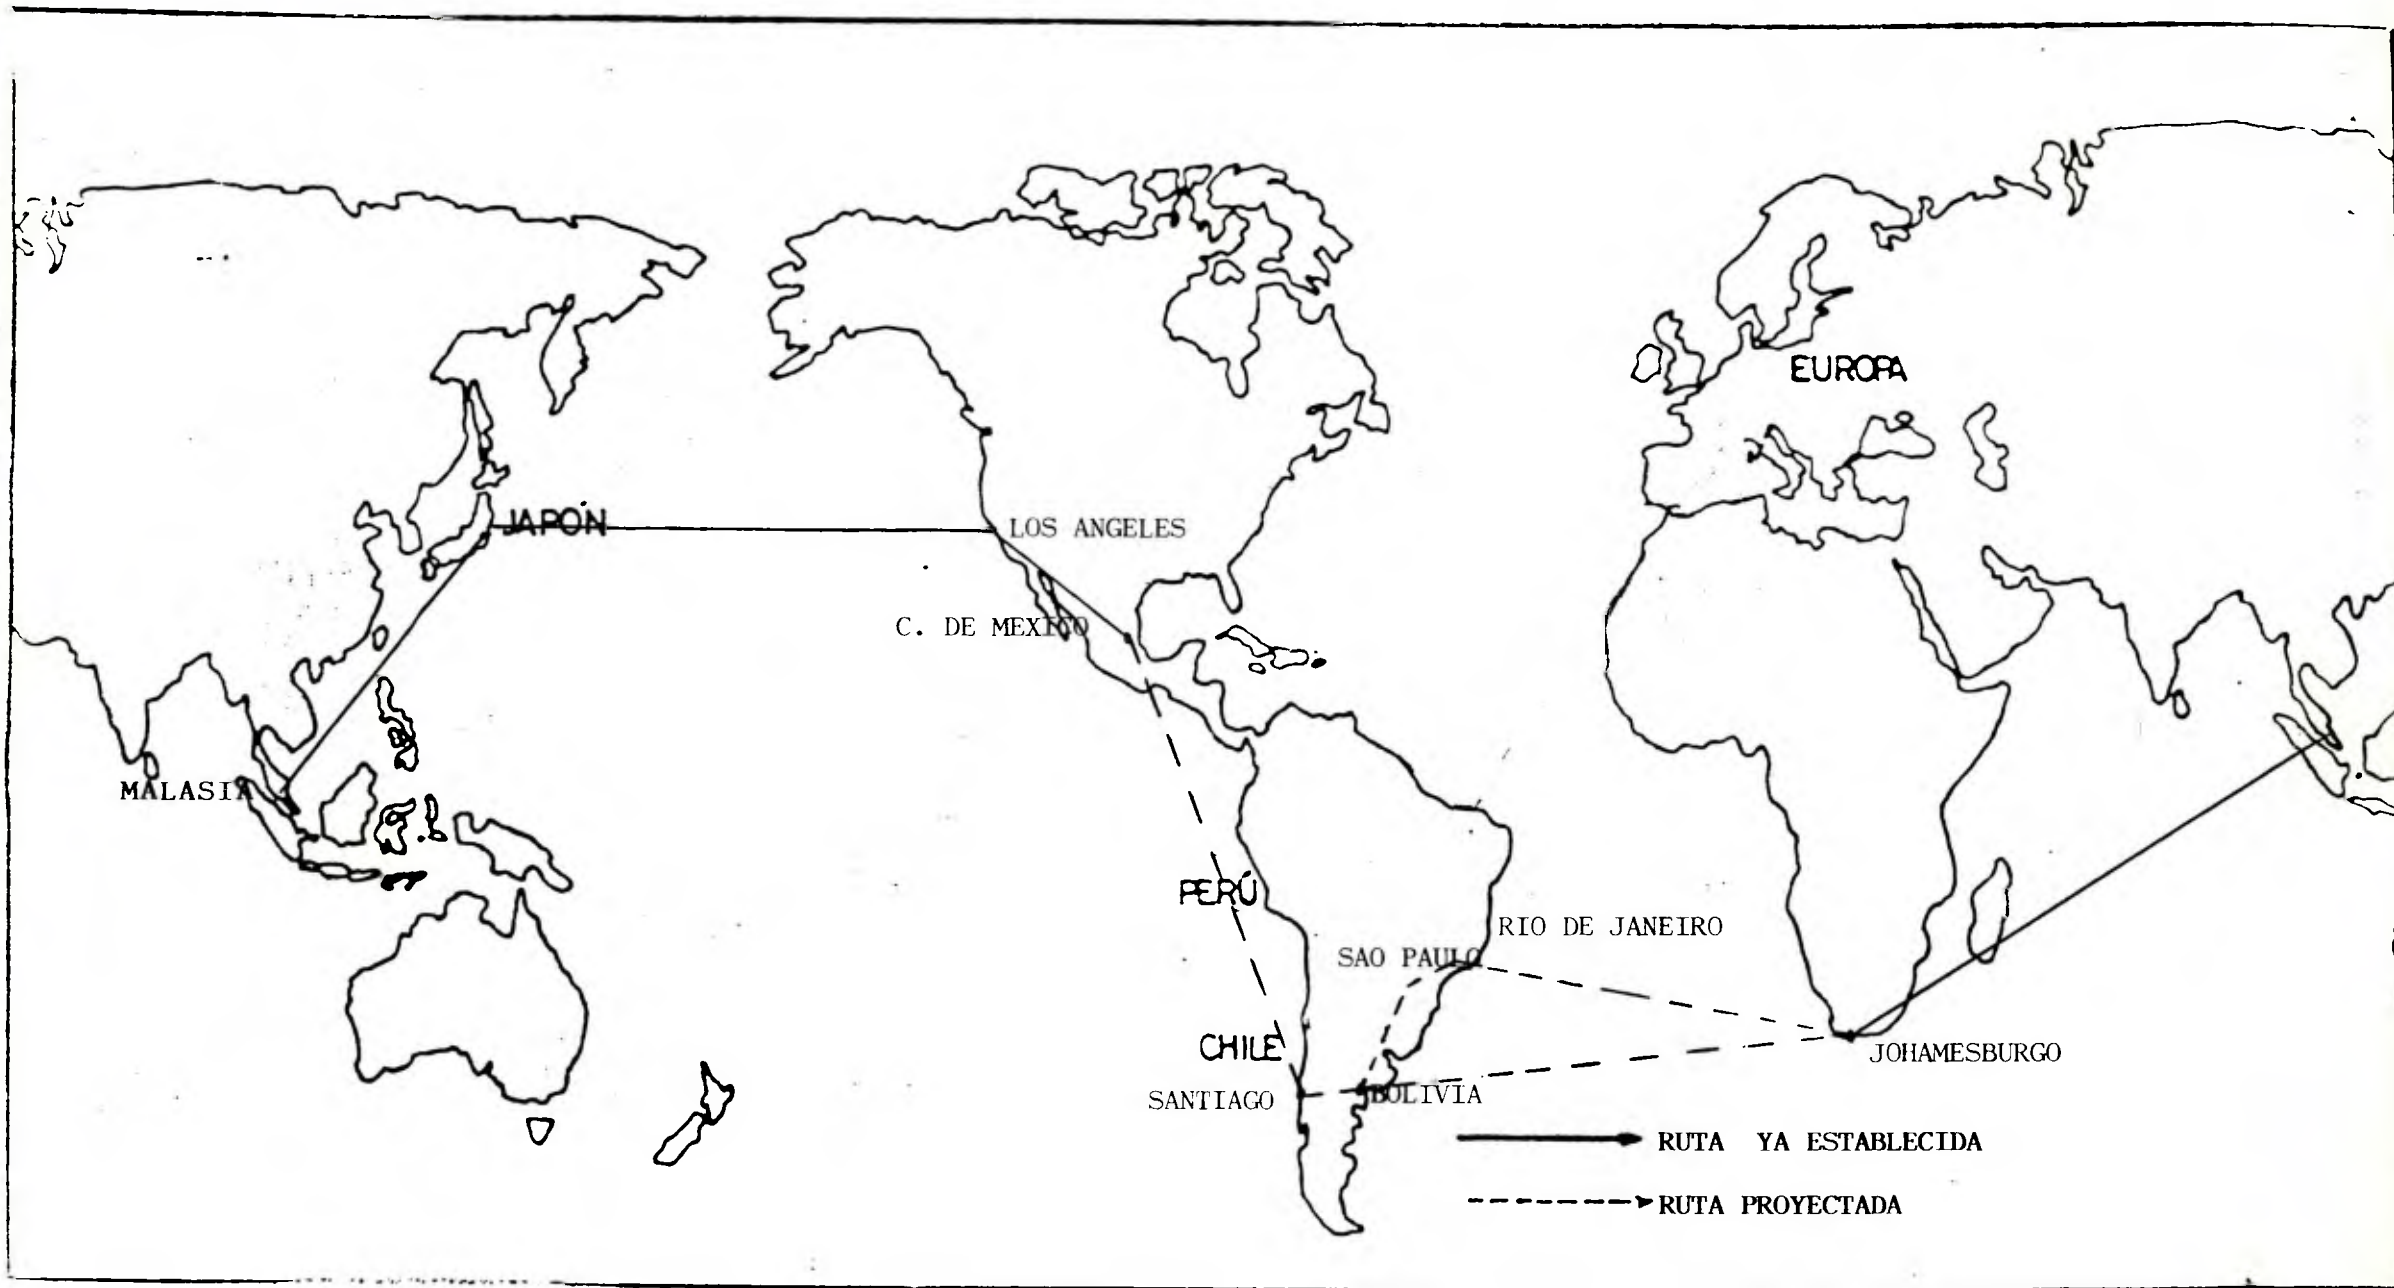 EUROPA
JAPÓN
LOS ANGELES
C. DE MEXICO
MALASIA
PERÚ
RIO DE JANEIRO
SAO PAULO
CHILE
JOHAMESBURGO
SANTIAGO
BOLIVIA
RUTA YA ESTABLECIDA
RUTA PROYECTADA